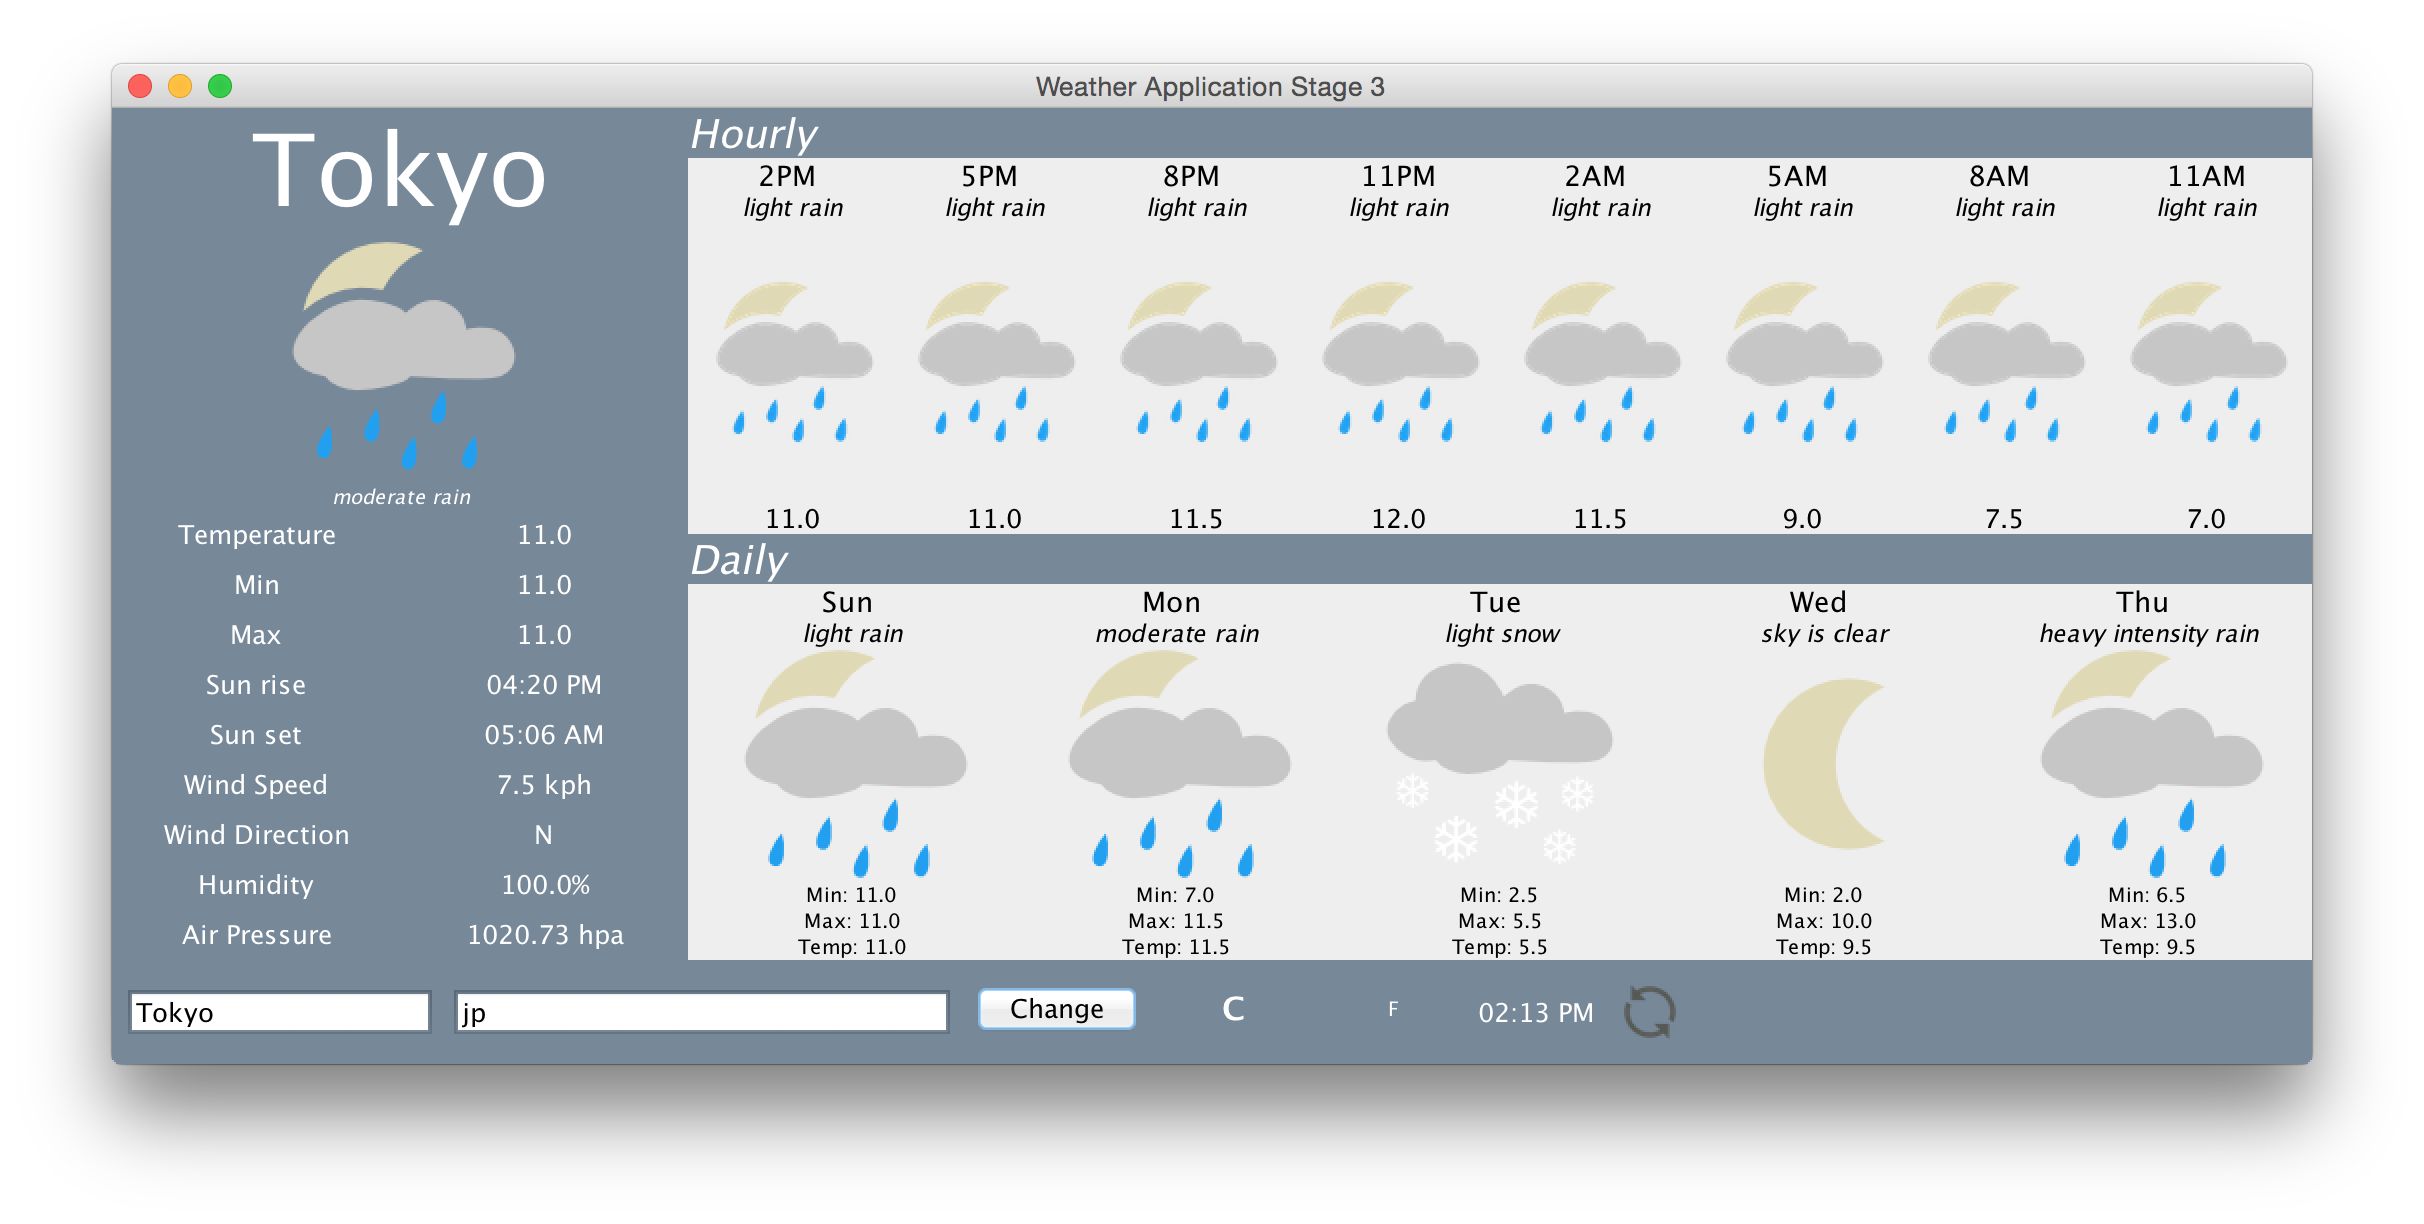 Weather Application Stage 3
Tokyo
moderate rain
Temperature 11.0
Min 11.0
Max 11.0
Sun rise 04:20 PM
Sun set 05:06 AM
Wind Speed 7.5 kph
Wind Direction N
Humidity 100.0%
Air Pressure 1020.73 hpa
Hourly
2PM 5PM 8PM 11PM 2AM 5AM 8AM 11AM
light rain light rain light rain light rain light rain light rain light rain light rain
11.0 11.0 11.5 12.0 11.5 9.0 7.5 7.0
Daily
Sun Mon Tue Wed Thu
light rain moderate rain light snow sky is clear heavy intensity rain
Min: 11.0 Min: 7.0 Min: 2.5 Min: 2.0 Min: 6.5
Max: 11.0 Max: 11.5 Max: 5.5 Max: 10.0 Max: 13.0
Temp: 11.0 Temp: 11.5 Temp: 5.5 Temp: 9.5 Temp: 9.5
Tokyo jp Change C F 02:13 PM